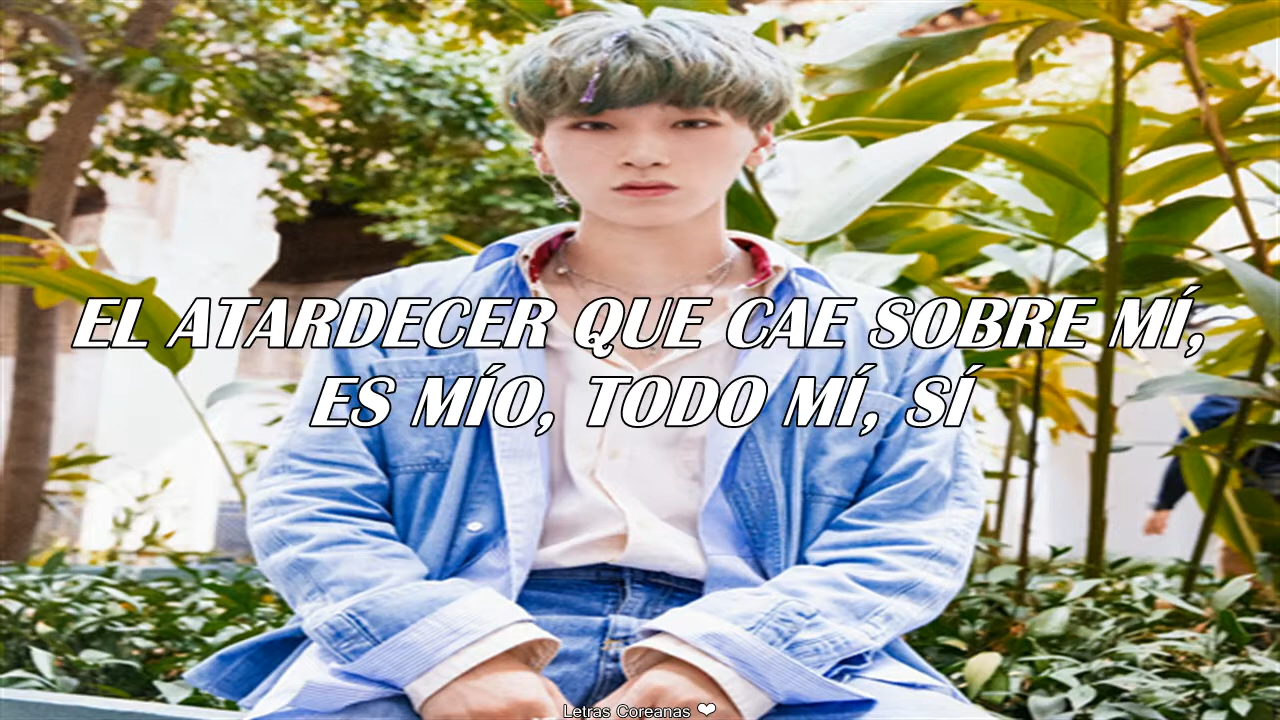 EL ATARDECER QUE CAE SOBRE MÍ,
ES MÍO, TODO MÍ, SÍ
Letras Coreanas ❤